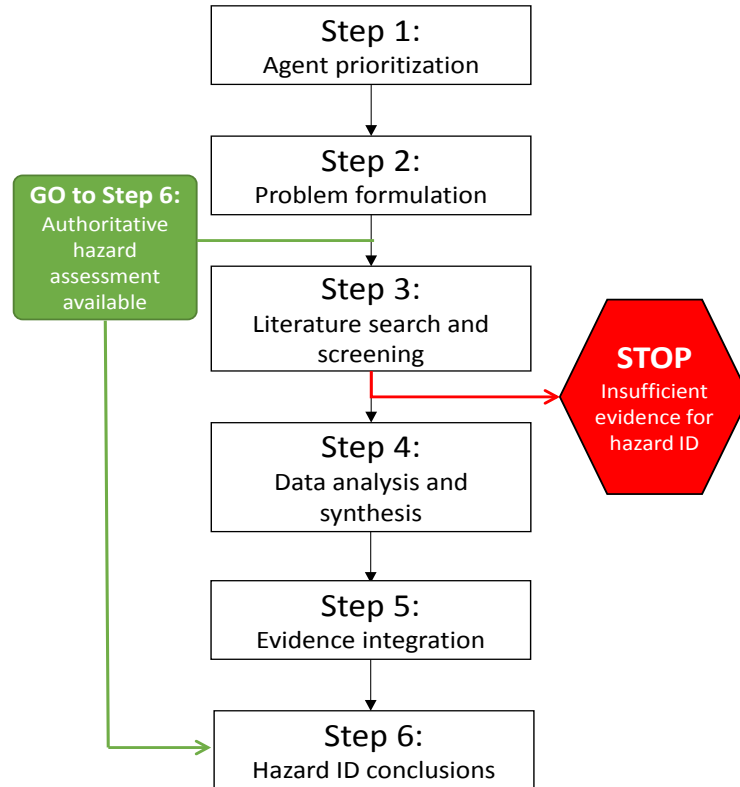 Step 1:
Agent prioritization
Step 2:
Problem formulation
GO to Step 6:
Authoritative
hazard
assessment
available
Step 3:
Literature search and
screening
STOP
Insufficient
evidence for
hazard ID
Step 4:
Data analysis and
synthesis
Step 5:
Evidence integration
Step 6:
Hazard ID conclusions